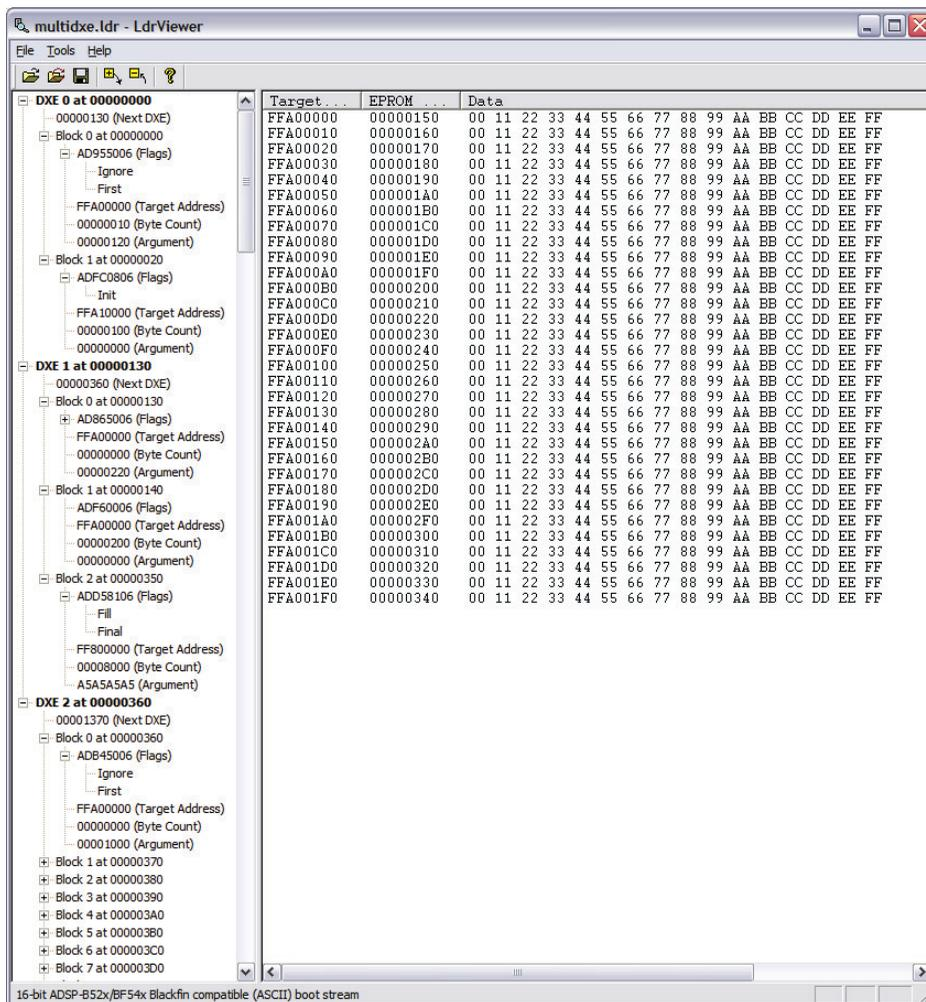 multidxe.ldr - LdrViewer
File Tools Help
DXE 0 at 00000000
00000130 (Next DXE)
Block 0 at 00000000
AD955006 (Flags)
Ignore
First
FFA00000 (Target Address)
00000010 (Byte Count)
00000120 (Argument)
Block 1 at 00000020
ADFC0806 (Flags)
Init
FFA10000 (Target Address)
00000100 (Byte Count)
00000000 (Argument)
DXE 1 at 00000130
00000360 (Next DXE)
Block 0 at 00000130
AD865006 (Flags)
FFA00000 (Target Address)
00000000 (Byte Count)
00000220 (Argument)
Block 1 at 00000140
ADF60006 (Flags)
FFA00000 (Target Address)
00000200 (Byte Count)
00000000 (Argument)
Block 2 at 00000350
ADD58106 (Flags)
Fill
Final
FF800000 (Target Address)
00008000 (Byte Count)
A5A5A5A5 (Argument)
DXE 2 at 00000360
00001370 (Next DXE)
Block 0 at 00000360
ADB45006 (Flags)
Ignore
First
FFA00000 (Target Address)
00000000 (Byte Count)
00001000 (Argument)
Block 1 at 00000370
Block 2 at 00000380
Block 3 at 00000390
Block 4 at 000003A0
Block 5 at 000003B0
Block 6 at 000003C0
Block 7 at 000003D0
Target... EPROM ... Data
FFA00000 00000150 00 11 22 33 44 55 66 77 88 99 AA BB CC DD EE FF
FFA00010 00000160 00 11 22 33 44 55 66 77 88 99 AA BB CC DD EE FF
FFA00020 00000170 00 11 22 33 44 55 66 77 88 99 AA BB CC DD EE FF
FFA00030 00000180 00 11 22 33 44 55 66 77 88 99 AA BB CC DD EE FF
FFA00040 00000190 00 11 22 33 44 55 66 77 88 99 AA BB CC DD EE FF
FFA00050 000001A0 00 11 22 33 44 55 66 77 88 99 AA BB CC DD EE FF
FFA00060 000001B0 00 11 22 33 44 55 66 77 88 99 AA BB CC DD EE FF
FFA00070 000001C0 00 11 22 33 44 55 66 77 88 99 AA BB CC DD EE FF
FFA00080 000001D0 00 11 22 33 44 55 66 77 88 99 AA BB CC DD EE FF
FFA00090 000001E0 00 11 22 33 44 55 66 77 88 99 AA BB CC DD EE FF
FFA000A0 000001F0 00 11 22 33 44 55 66 77 88 99 AA BB CC DD EE FF
FFA000B0 00000200 00 11 22 33 44 55 66 77 88 99 AA BB CC DD EE FF
FFA000C0 00000210 00 11 22 33 44 55 66 77 88 99 AA BB CC DD EE FF
FFA000D0 00000220 00 11 22 33 44 55 66 77 88 99 AA BB CC DD EE FF
FFA000E0 00000230 00 11 22 33 44 55 66 77 88 99 AA BB CC DD EE FF
FFA000F0 00000240 00 11 22 33 44 55 66 77 88 99 AA BB CC DD EE FF
FFA00100 00000250 00 11 22 33 44 55 66 77 88 99 AA BB CC DD EE FF
FFA00110 00000260 00 11 22 33 44 55 66 77 88 99 AA BB CC DD EE FF
FFA00120 00000270 00 11 22 33 44 55 66 77 88 99 AA BB CC DD EE FF
FFA00130 00000280 00 11 22 33 44 55 66 77 88 99 AA BB CC DD EE FF
FFA00140 00000290 00 11 22 33 44 55 66 77 88 99 AA BB CC DD EE FF
FFA00150 000002A0 00 11 22 33 44 55 66 77 88 99 AA BB CC DD EE FF
FFA00160 000002B0 00 11 22 33 44 55 66 77 88 99 AA BB CC DD EE FF
FFA00170 000002C0 00 11 22 33 44 55 66 77 88 99 AA BB CC DD EE FF
FFA00180 000002D0 00 11 22 33 44 55 66 77 88 99 AA BB CC DD EE FF
FFA00190 000002E0 00 11 22 33 44 55 66 77 88 99 AA BB CC DD EE FF
FFA001A0 000002F0 00 11 22 33 44 55 66 77 88 99 AA BB CC DD EE FF
FFA001B0 00000300 00 11 22 33 44 55 66 77 88 99 AA BB CC DD EE FF
FFA001C0 00000310 00 11 22 33 44 55 66 77 88 99 AA BB CC DD EE FF
FFA001D0 00000320 00 11 22 33 44 55 66 77 88 99 AA BB CC DD EE FF
FFA001E0 00000330 00 11 22 33 44 55 66 77 88 99 AA BB CC DD EE FF
FFA001F0 00000340 00 11 22 33 44 55 66 77 88 99 AA BB CC DD EE FF
16-bit ADSP-B52x/BF54x Blackfin compatible (ASCII) boot stream